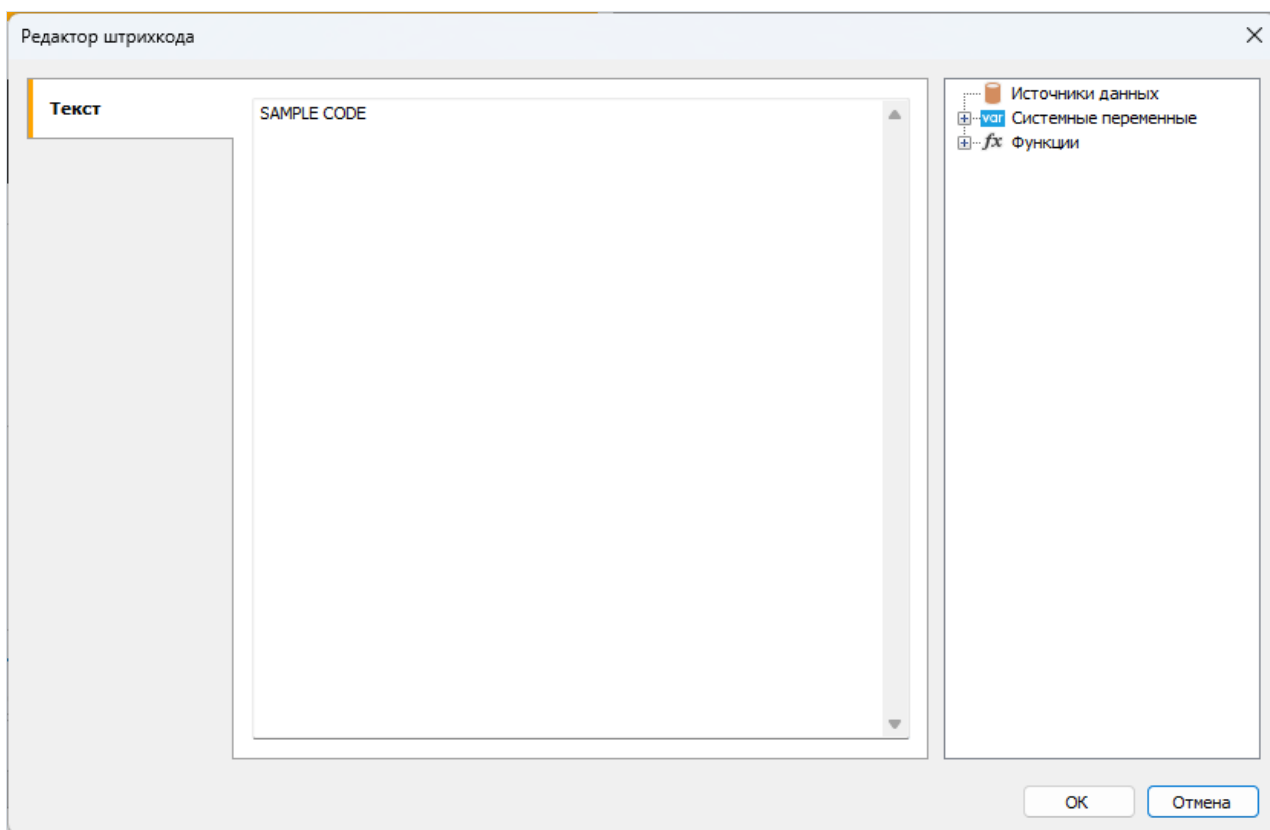 Редактор штрихкода
Текст
SAMPLE CODE
Источники данных
var Системные переменные
fx Функции
OK
Отмена